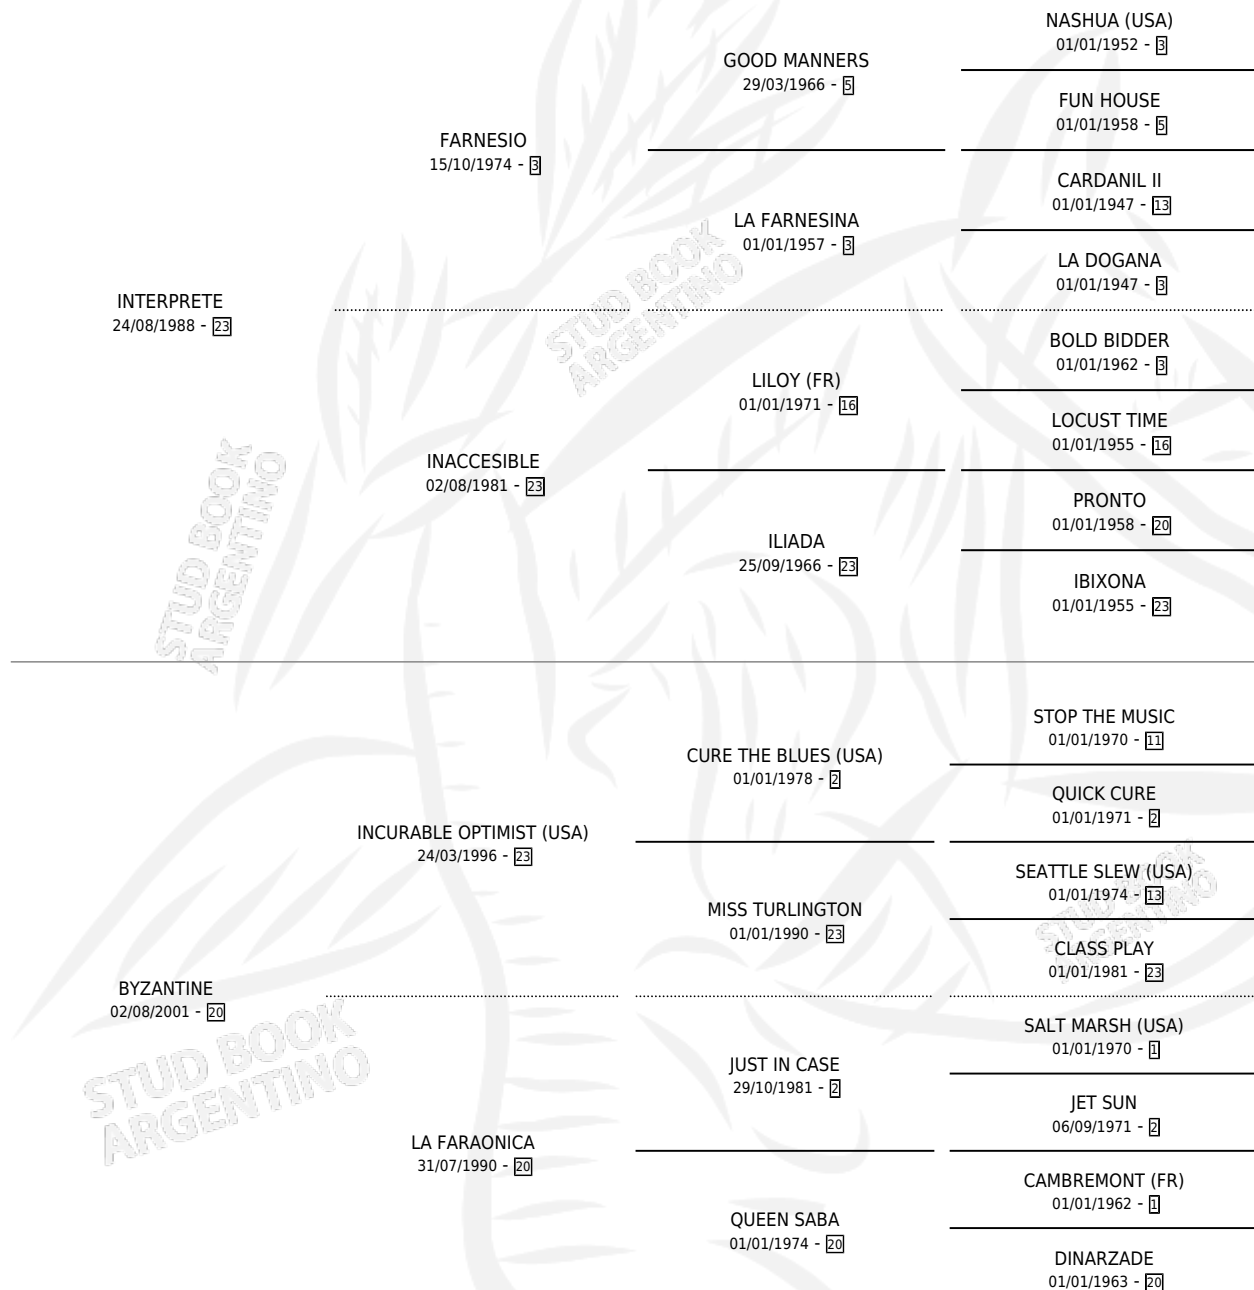 NASHUA (USA)
01/01/1952 - 3
GOOD MANNERS
29/03/1966 - 5
FUN HOUSE
01/01/1958 - 5
FARNESIO
15/10/1974 - 3
CARDANIL II
01/01/1947 - 13
LA FARNESINA
01/01/1957 - 3
LA DOGANA
01/01/1947 - 3
INTERPRETE
24/08/1988 - 23
BOLD BIDDER
01/01/1962 - 3
LILOY (FR)
01/01/1971 - 16
LOCUST TIME
01/01/1955 - 16
INACCESIBLE
02/08/1981 - 23
PRONTO
01/01/1958 - 20
ILIADA
25/09/1966 - 23
IBIXONA
01/01/1955 - 23
STUD BOOK
ARGENTINO
STUD BOOK
ARGENTINO
STOP THE MUSIC
01/01/1970 - 11
CURE THE BLUES (USA)
01/01/1978 - 2
QUICK CURE
01/01/1971 - 2
INCURABLE OPTIMIST (USA)
24/03/1996 - 23
SEATTLE SLEW (USA)
01/01/1974 - 13
MISS TURLINGTON
01/01/1990 - 23
CLASS PLAY
01/01/1981 - 23
BYZANTINE
02/08/2001 - 20
SALT MARSH (USA)
01/01/1970 - 1
JUST IN CASE
29/10/1981 - 2
JET SUN
06/09/1971 - 2
LA FARAONICA
31/07/1990 - 20
CAMBREMONT (FR)
01/01/1962 - 1
QUEEN SABA
01/01/1974 - 20
DINARZADE
01/01/1963 - 20
STUD BOOK
ARGENTINO
STUD BOOK
ARGENTINO